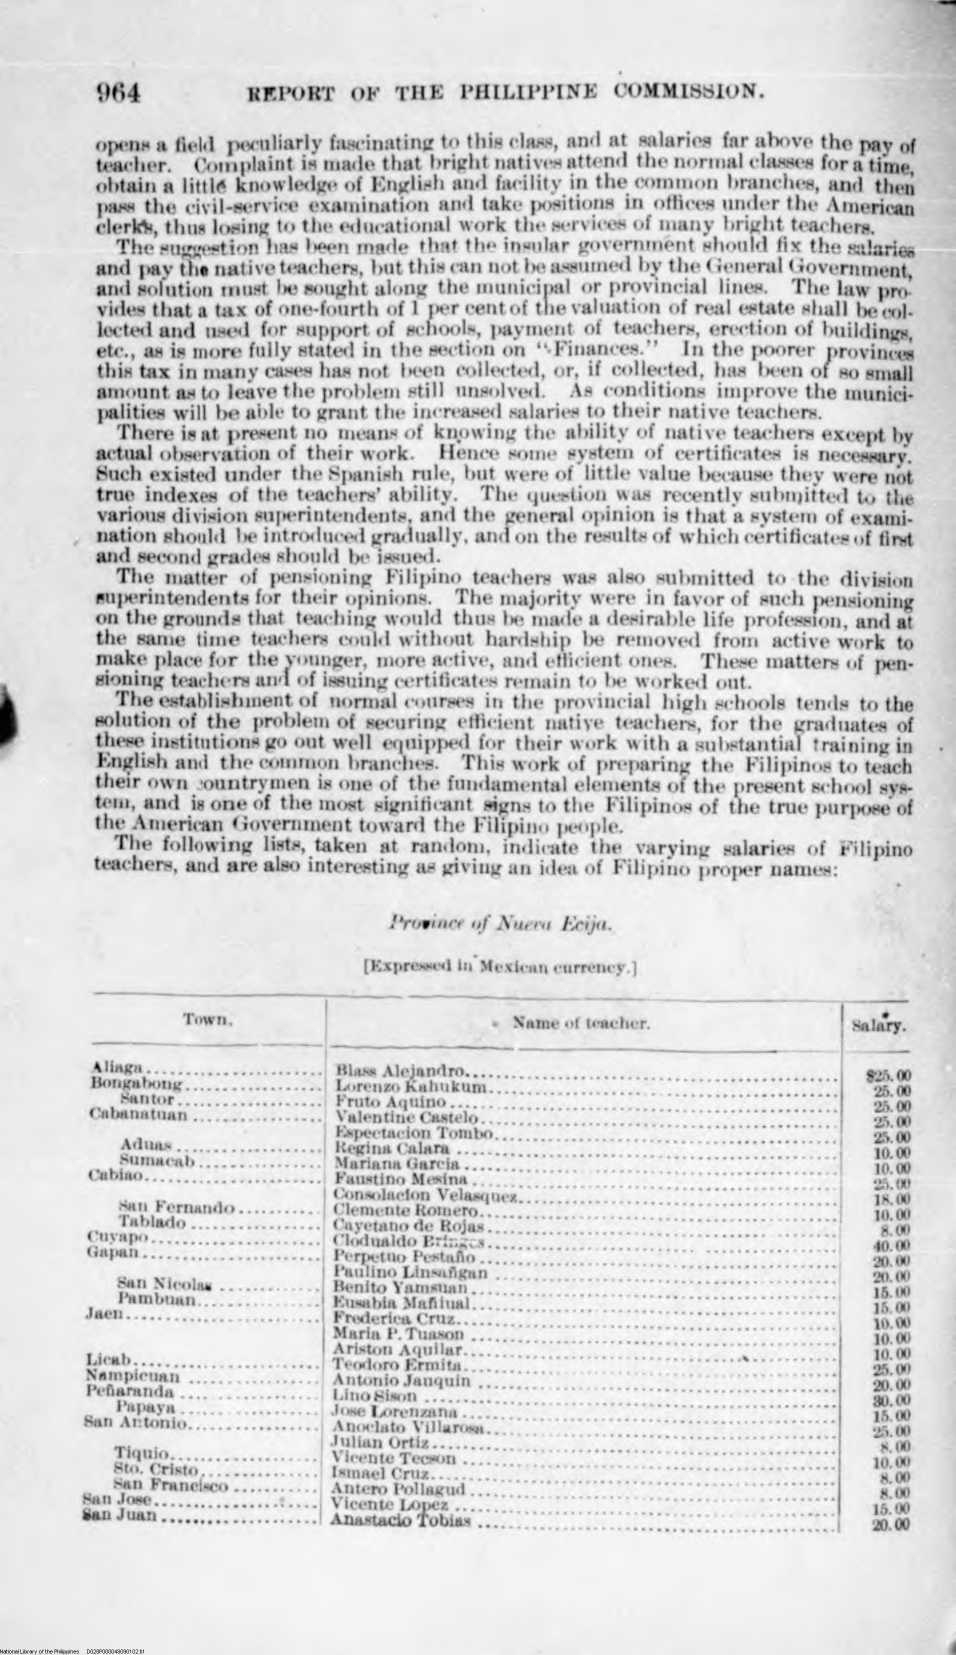 964 REPORT OF THE PHILIPPINE COMMISSION.
opens a field peculiarly fascinating to this class, and at salaries far above the pay of
teacher. Complaint is made that bright natives attend the normal classes for a time,
obtain a little knowledge of English and facility in the common branches, and then
pass the civil-service examination and take positions in offices under the American
clerks, thus losing to the educational work the services of many bright teachers.
The suggestion has been made that the insular government should fix the salaries
and pay the native teachers, but this can not be assumed by the General Government,
and solution must be sought along the municipal or provincial lines. The law pro-
vides that a tax of one-fourth of 1 per cent of the valuation of real estate shall be col-
lected and used for support of schools, payment of teachers, erection of buildings,
etc., as is more fully stated in the section on "Finances." In the poorer provinces
this tax in many cases has not been collected, or, if collected, has been of so small
amount as to leave the problem still unsolved. As conditions improve the munici-
palities will be able to grant the increased salaries to their native teachers.
There is at present no means of knowing the ability of native teachers except by
actual observation of their work. Hence some system of certificates is necessary.
Such existed under the Spanish rule, but were of little value because they were not
true indexes of the teachers' ability. The question was recently submitted to the
various division superintendents, and the general opinion is that a system of exami-
nation should be introduced gradually, and on the results of which certificates of first
and second grades should be issued.
The matter of pensioning Filipino teachers was also submitted to the division
superintendents for their opinions. The majority were in favor of such pensioning
on the grounds that teaching would thus be made a desirable life profession, and at
the same time teachers could without hardship be removed from active work to
make place for the younger, more active, and efficient ones. These matters of pen-
sioning teachers and of issuing certificates remain to be worked out.
The establishment of normal courses in the provincial high schools tends to the
solution of the problem of securing efficient native teachers, for the graduates of
these institutions go out well equipped for their work with a substantial training in
English and the common branches. This work of preparing the Filipinos to teach
their own countrymen is one of the fundamental elements of the present school sys-
tem, and is one of the most significant signs to the Filipinos of the true purpose of
the American Government toward the Filipino people.
The following lists, taken at random, indicate the varying salaries of Filipino
teachers, and are also interesting as giving an idea of Filipino proper names:
Province of Nueva Ecija.
[Expressed in Mexican currency.]
Town. Name of teacher. Salary.
Aliaga Blass Alejandro $25.00
Bongabong Lorenzo Kahukum 25.00
Santor Fruto Aquino 25.00
Cabanatuan Valentine Castelo 25.00
Espectacion Tombo 25.00
Aduas Regina Calara 10.00
Sumacab Mariana Garcia 10.00
Cabiao Faustino Mesina 25.00
Consolacion Velasquez 18.00
San Fernando Clemente Romero 10.00
Tablado Cayetano de Rojas 8.00
Cuyapo Clodualdo 40.00
Gapan Perpetuo Pestaño 20.00
Paulino Linsañgan 20.00
San Nicolas Benito Yamsuan 15.00
Pambuan Eusabia Mañiual 15.00
Jaen Frederica Cruz 10.00
Maria P. Tuason 10.00
Ariston Aquilar 10.00
Licab Teodoro Ermita 25.00
Nampicuan Antonio Jauquin 20.00
Peñaranda Lino Sison 30.00
Papaya Jose Lorenzana 15.00
San Antonio Anoclato Villarosa 25.00
Julian Ortiz 8.00
Tiquio Vicente Tecson 10.00
Sto. Cristo Ismael Cruz 8.00
San Francisco Antero Pollagud 8.00
San Jose Vicente Lopez 15.00
San Juan Anastacio Tobias 20.00
National Library of the Philippines